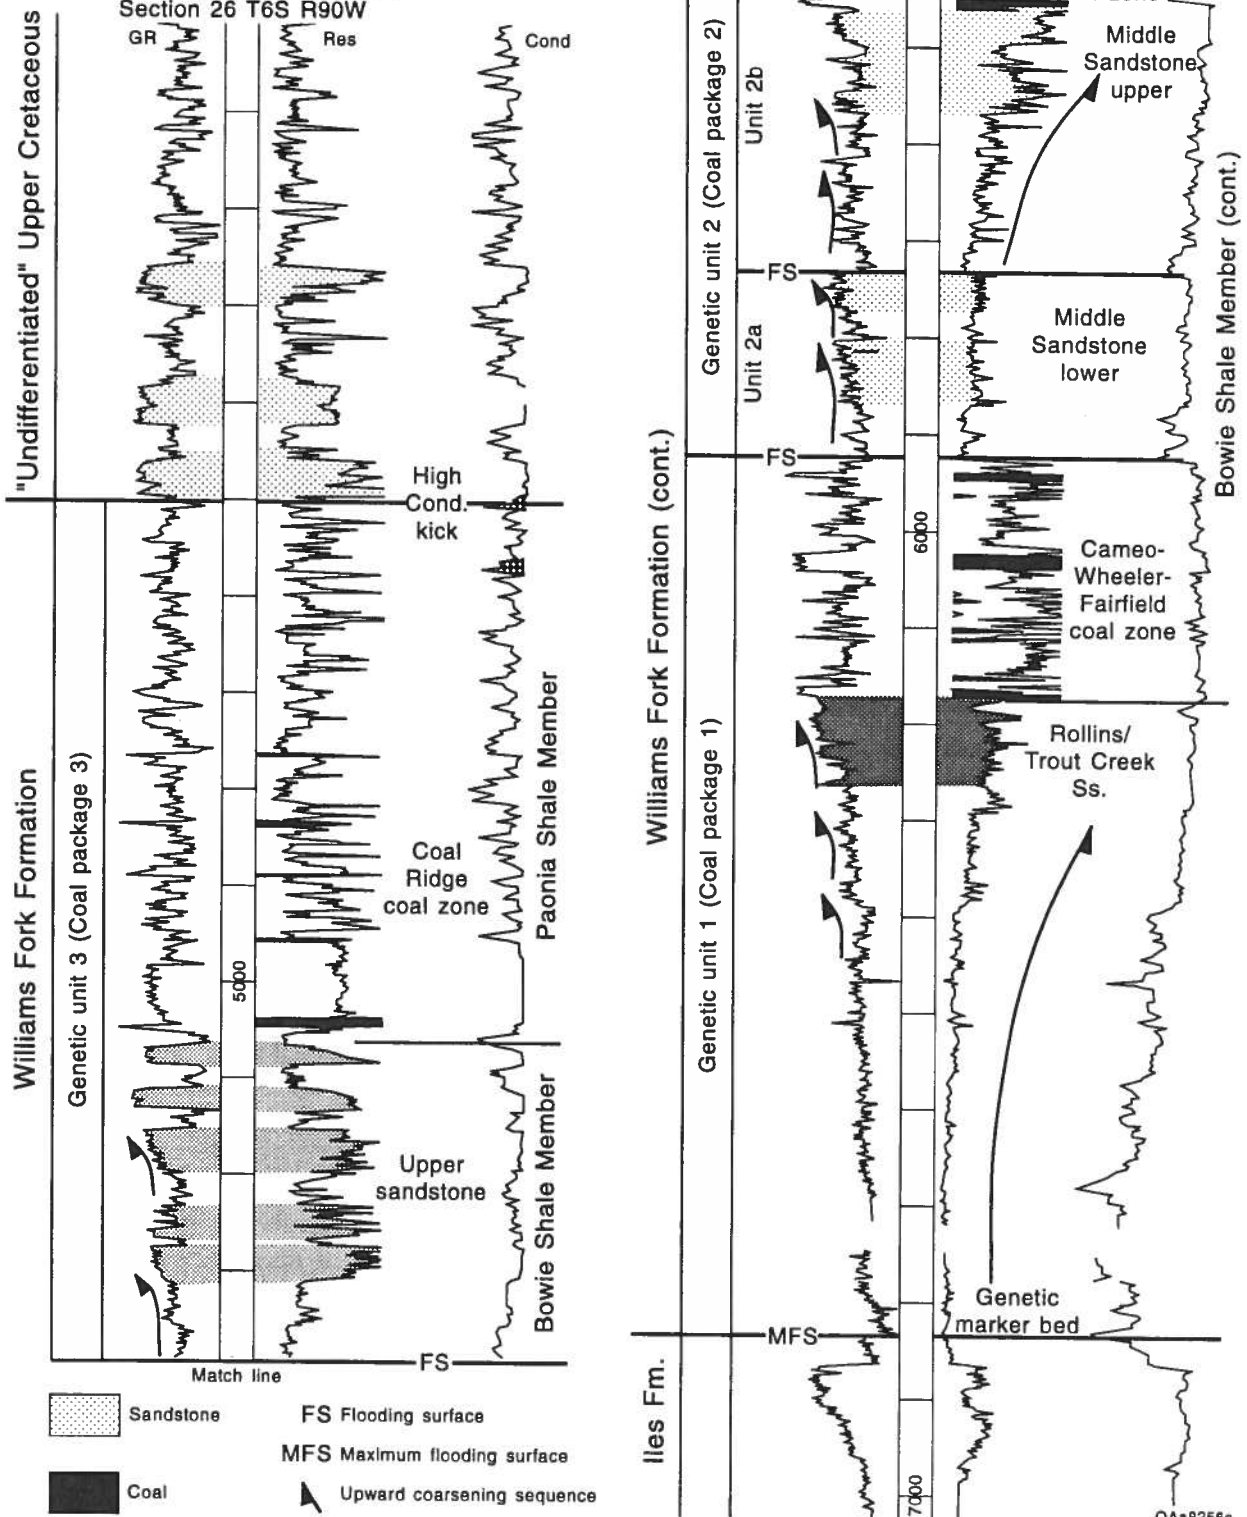 Section 26 T6S R90W
GR
Res
Cond
"Undifferentiated" Upper Cretaceous
High
Cond.
kick
Williams Fork Formation
Genetic unit 3 (Coal package 3)
Coal
Ridge
coal zone
Paonia Shale Member
5000
Upper
sandstone
Bowie Shale Member
FS
Match line
Sandstone
Coal
FS Flooding surface
MFS Maximum flooding surface
Upward coarsening sequence
Genetic unit 2 (Coal package 2)
Unit 2b
Middle
Sandstone
upper
Bowie Shale Member (cont.)
FS
Unit 2a
Middle
Sandstone
lower
FS
Williams Fork Formation (cont.)
6000
Cameo-
Wheeler-
Fairfield
coal zone
Genetic unit 1 (Coal package 1)
Rollins/
Trout Creek
Ss.
Genetic
marker bed
MFS
Iles Fm.
7000